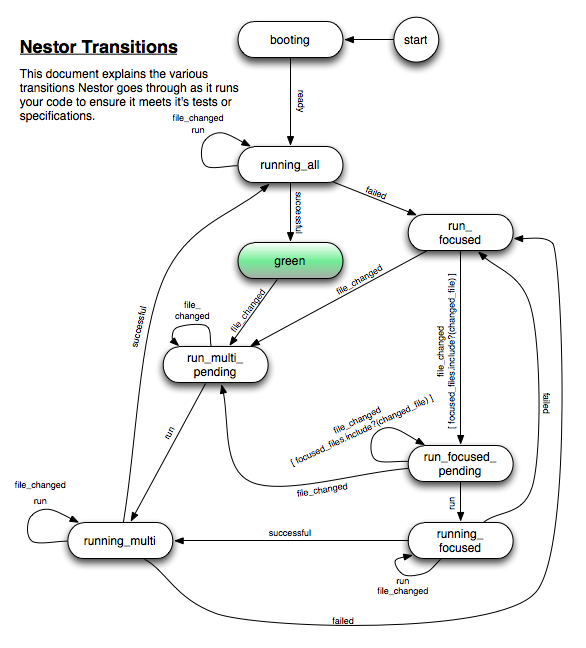 Nestor Transitions
This document explains the various
transitions Nestor goes through as it runs
your code to ensure it meets it's tests or
specifications.
booting
start
ready
file_changed
run
running_all
successful
failed
run_
focused
green
file_changed
file_changed
file_changed
[ focused_files.include?(changed_file) ]
file_
changed
run_multi_
pending
successful
run
file_changed
[ focused_files.include?(changed_file) ]
failed
run_focused_
pending
file_changed
run
file_changed
run
running_multi
successful
running_
focused
run
file_changed
failed